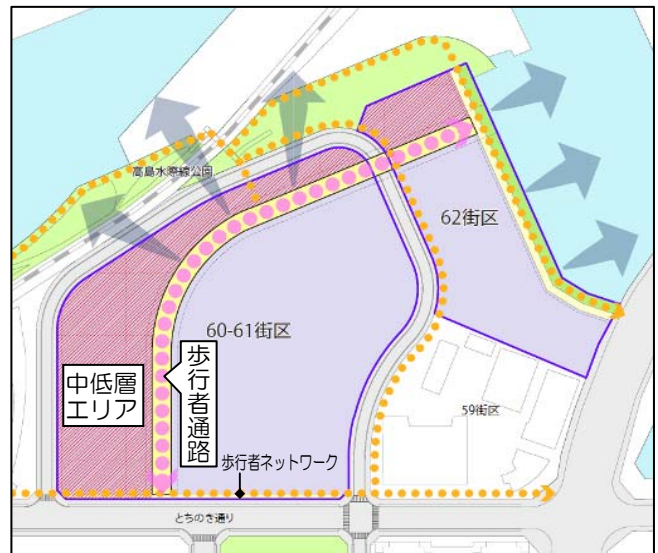 高島水際線公園
62街区
60-61街区
歩行者通路
中低層
エリア
59街区
歩行者ネットワーク
とちのき通り